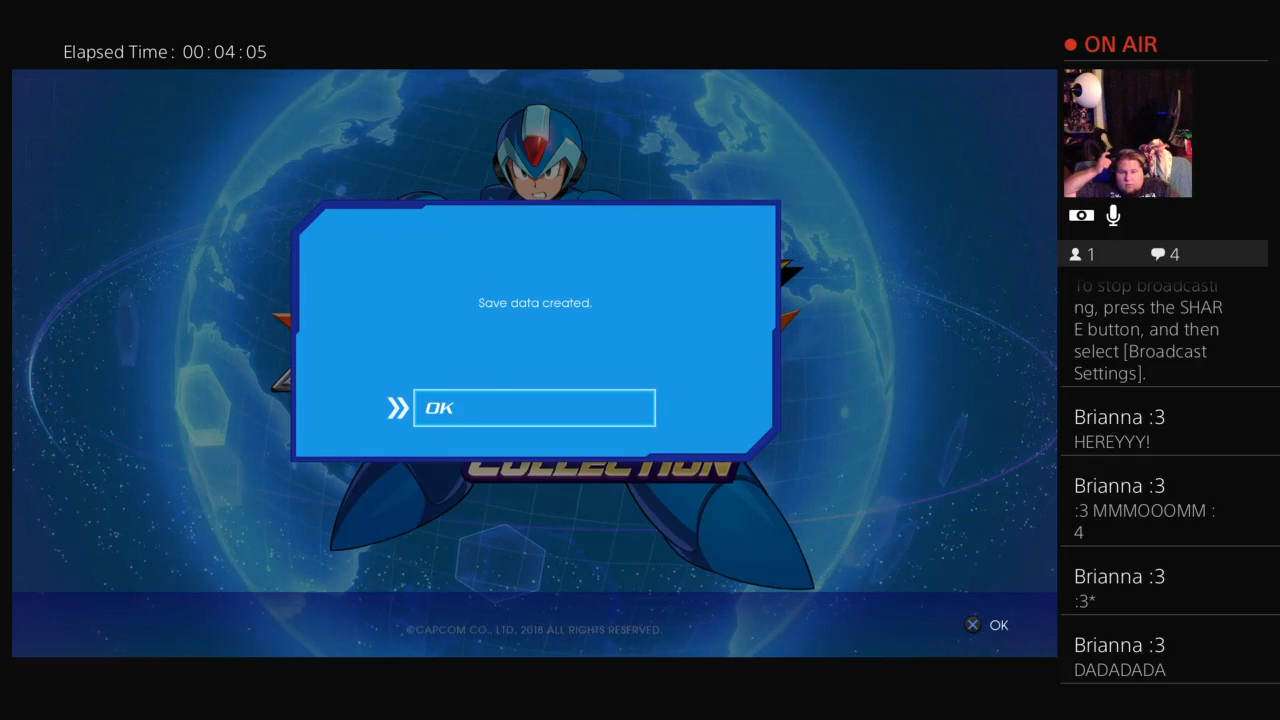 Elapsed Time: 00:04:05
ON AIR
1
4
To stop broadcasti
ng, press the SHAR
E button, and then
select [Broadcast
Settings].
Brianna :3
HEREYYY!
Brianna :3
:3 MMMOOOMM :
4
Brianna :3
:3*
Brianna :3
DADADADA
Save data created.
OK
COLLECTION
©CAPCOM CO., LTD. 2018 ALL RIGHTS RESERVED.
OK